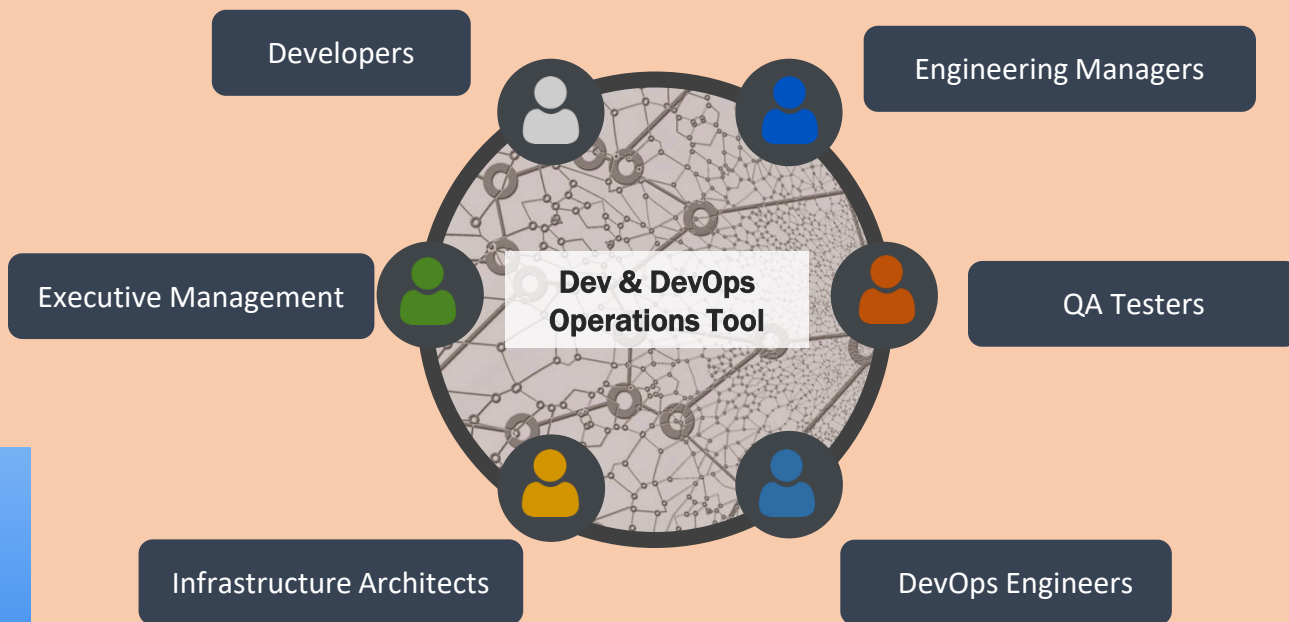 Developers
Engineering Managers
Executive Management
Dev & DevOps
Operations Tool
QA Testers
Infrastructure Architects
DevOps Engineers